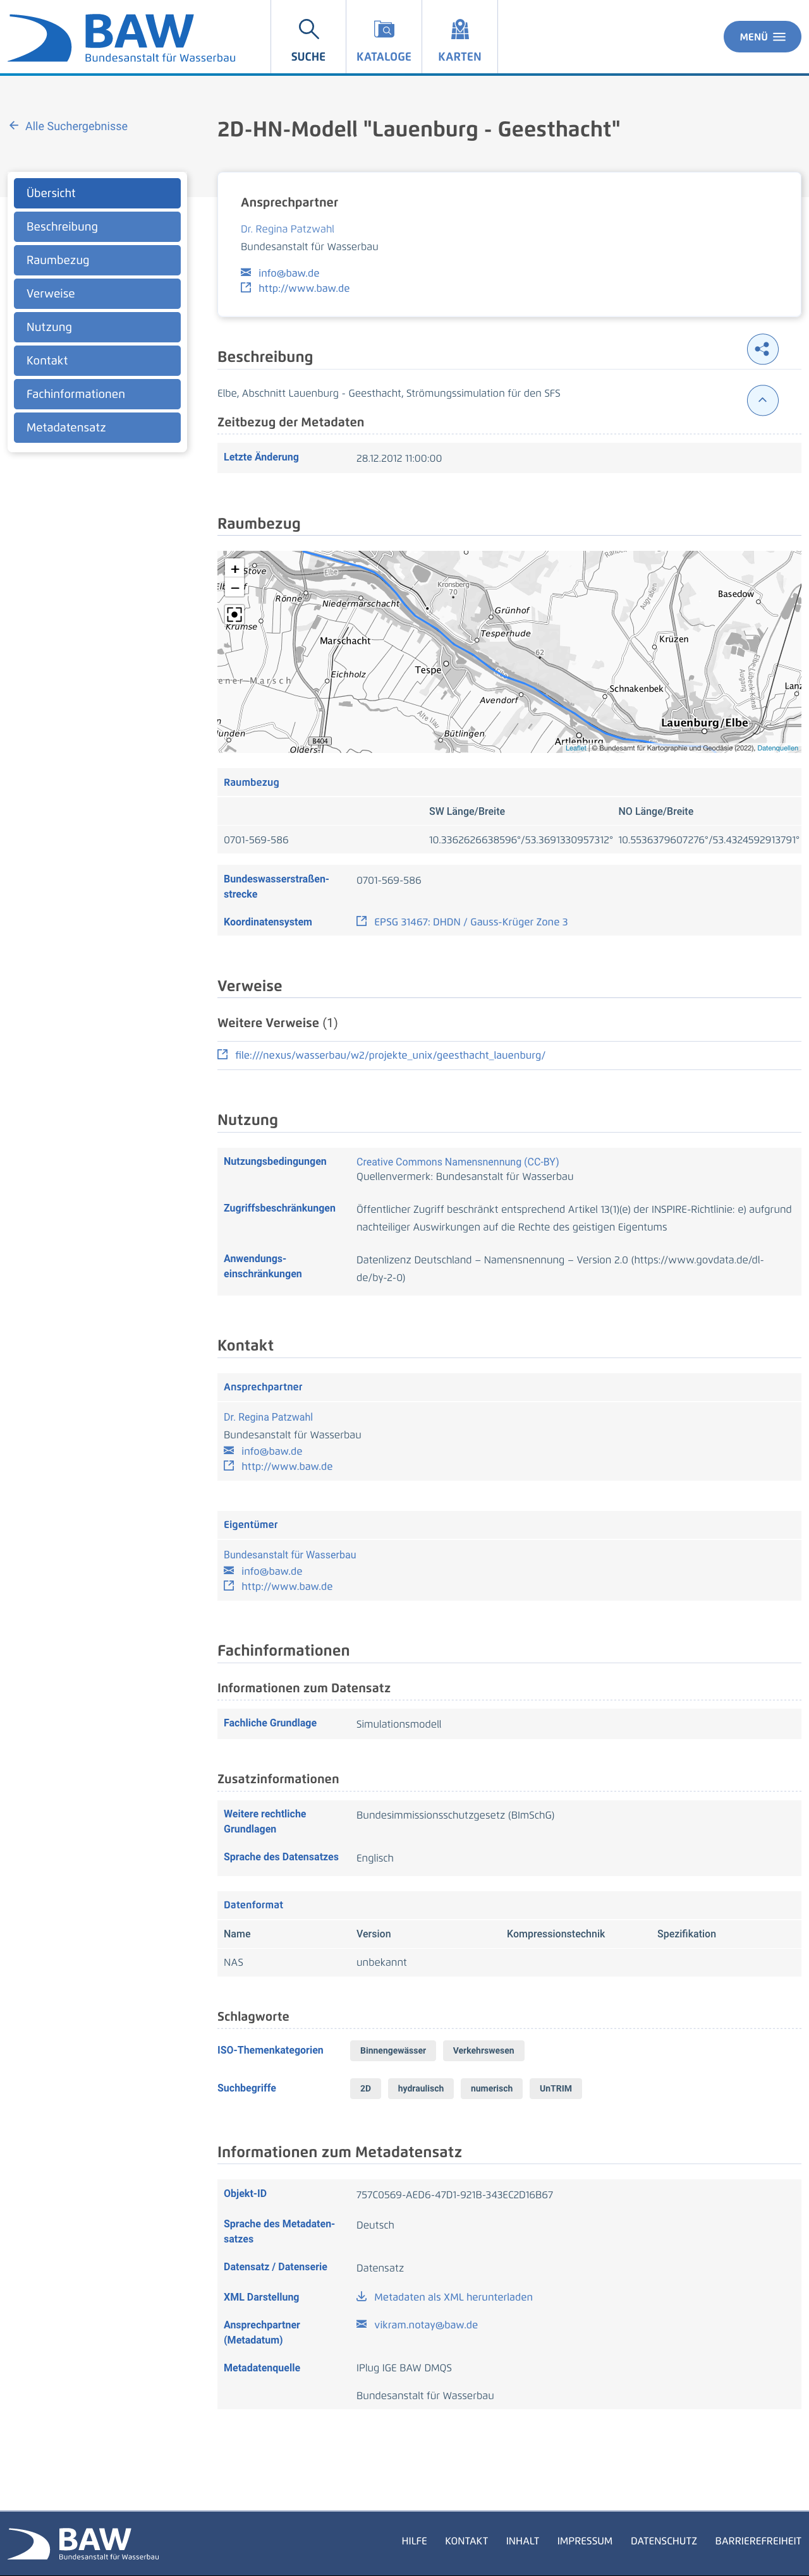 BAW
Bundesanstalt für Wasserbau
SUCHE
KATALOGE
KARTEN
MENÜ
Alle Suchergebnisse
2D-HN-Modell "Lauenburg - Geesthacht"
Übersicht
Beschreibung
Raumbezug
Verweise
Nutzung
Kontakt
Fachinformationen
Metadatensatz
Ansprechpartner
Dr. Regina Patzwahl
Bundesanstalt für Wasserbau
info@baw.de
http://www.baw.de
Beschreibung
Elbe, Abschnitt Lauenburg - Geesthacht, Strömungssimulation für den SFS
Zeitbezug der Metadaten
Letzte Änderung 28.12.2012 11:00:00
Raumbezug
+
−
Stove
Rönne
Niedermarschacht
Krümse
Marschacht
Eichholz
ener Marsch
Kronsberg
70
Grünhof
Tesperhude
62
Tespe
Avendorf
Bütlingen
B404
Schnakenbek
Krüzen
Basedow
Lauenburg/Elbe
Artlenburg
Leaflet | © Bundesamt für Kartographie und Geodäsie (2022), Datenquellen
Raumbezug
SW Länge/Breite NO Länge/Breite
0701-569-586 10.3362626638596°/53.3691330957312° 10.5536379607276°/53.4324592913791°
Bundeswasserstraßen-
strecke
0701-569-586
Koordinatensystem EPSG 31467: DHDN / Gauss-Krüger Zone 3
Verweise
Weitere Verweise (1)
file:///nexus/wasserbau/w2/projekte_unix/geesthacht_lauenburg/
Nutzung
Nutzungsbedingungen Creative Commons Namensnennung (CC-BY)
Quellenvermerk: Bundesanstalt für Wasserbau
Zugriffsbeschränkungen Öffentlicher Zugriff beschränkt entsprechend Artikel 13(1)(e) der INSPIRE-Richtlinie: e) aufgrund
nachteiliger Auswirkungen auf die Rechte des geistigen Eigentums
Anwendungs-
einschränkungen
Datenlizenz Deutschland – Namensnennung – Version 2.0 (https://www.govdata.de/dl-
de/by-2-0)
Kontakt
Ansprechpartner
Dr. Regina Patzwahl
Bundesanstalt für Wasserbau
info@baw.de
http://www.baw.de
Eigentümer
Bundesanstalt für Wasserbau
info@baw.de
http://www.baw.de
Fachinformationen
Informationen zum Datensatz
Fachliche Grundlage Simulationsmodell
Zusatzinformationen
Weitere rechtliche
Grundlagen
Bundesimmissionsschutzgesetz (BImSchG)
Sprache des Datensatzes Englisch
Datenformat
Name Version Kompressionstechnik Spezifikation
NAS unbekannt
Schlagworte
ISO-Themenkategorien Binnengewässer Verkehrswesen
Suchbegriffe 2D hydraulisch numerisch UnTRIM
Informationen zum Metadatensatz
Objekt-ID 757C0569-AED6-47D1-921B-343EC2D16B67
Sprache des Metadaten-
satzes
Deutsch
Datensatz / Datenserie Datensatz
XML Darstellung Metadaten als XML herunterladen
Ansprechpartner
(Metadatum)
vikram.notay@baw.de
Metadatenquelle IPlug IGE BAW DMQS
Bundesanstalt für Wasserbau
BAW
Bundesanstalt für Wasserbau
HILFE KONTAKT INHALT IMPRESSUM DATENSCHUTZ BARRIEREFREIHEIT